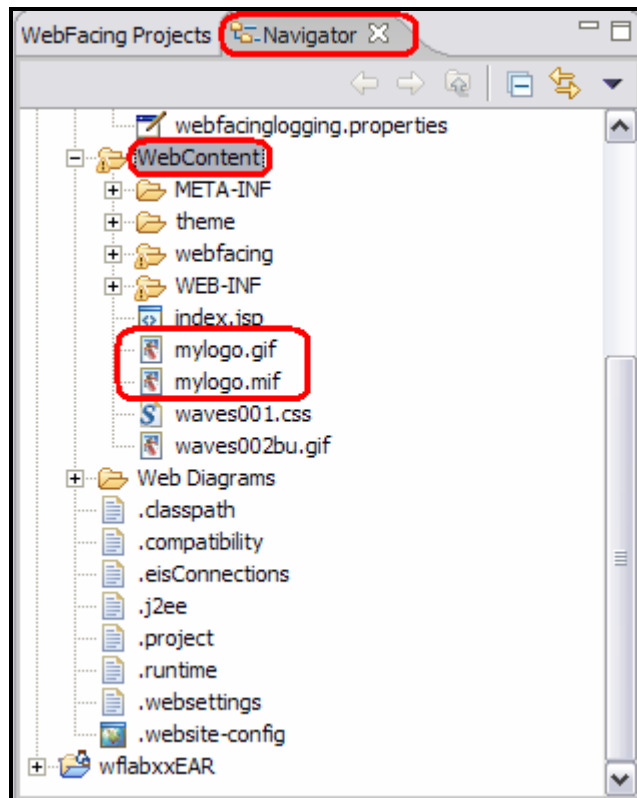 WebFacing Projects Navigator
webfacinglogging.properties
WebContent
META-INF
theme
webfacing
WEB-INF
index.jsp
mylogo.gif
mylogo.mif
waves001.css
waves002bu.gif
Web Diagrams
.classpath
.compatibility
.eisConnections
.j2ee
.project
.runtime
.websettings
.website-config
wflabxxEAR